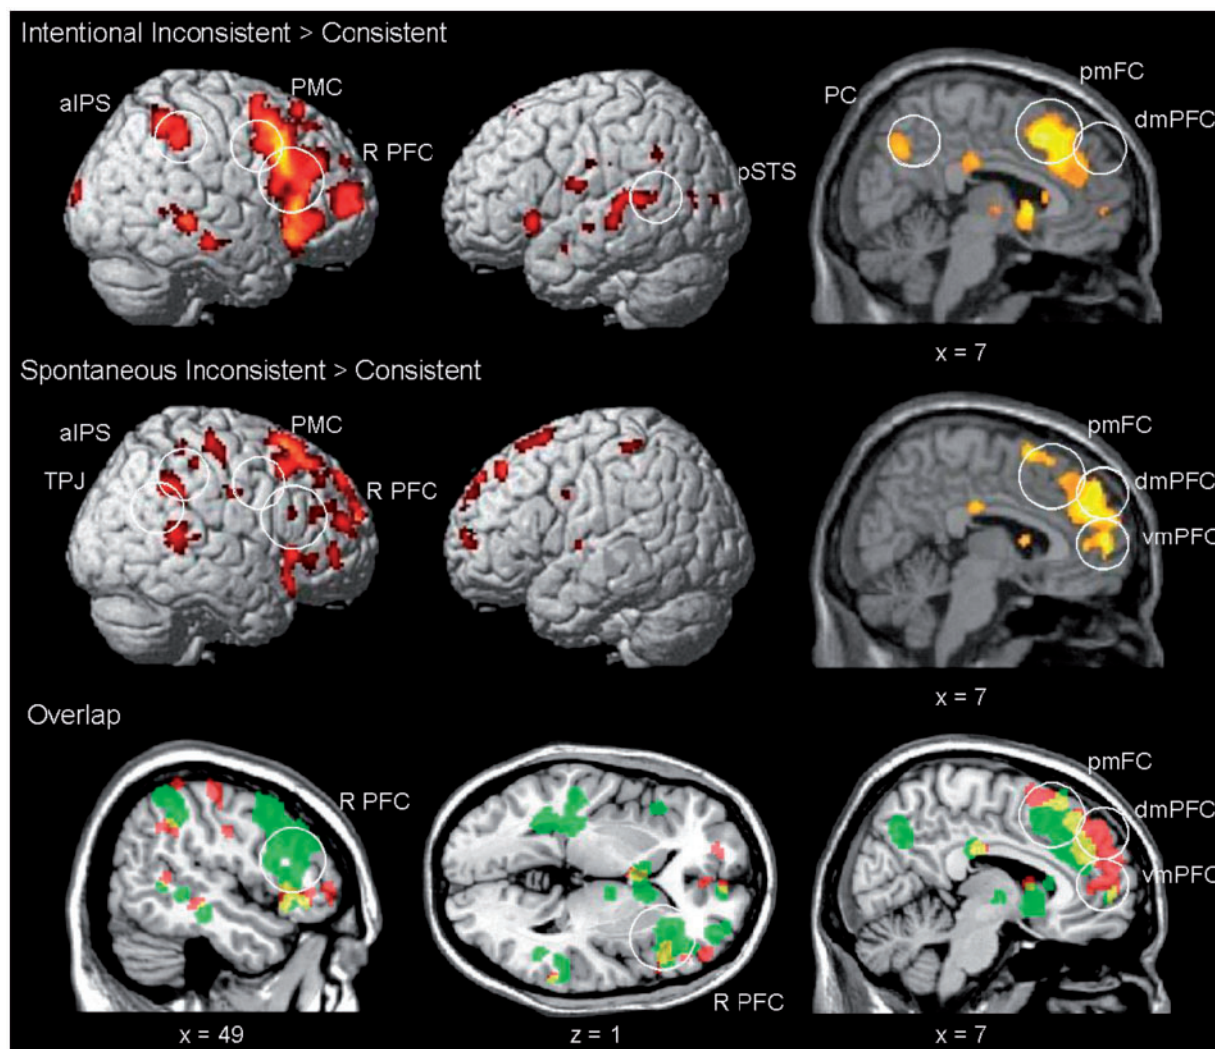 Intentional Inconsistent > Consistent
aIPS
PMC
R PFC
pSTS
PC
pmFC
dmPFC
x = 7
Spontaneous Inconsistent > Consistent
aIPS
TPJ
PMC
R PFC
pmFC
dmPFC
vmPFC
x = 7
Overlap
R PFC
x = 49
R PFC
z = 1
pmFC
dmPFC
vmPFC
x = 7